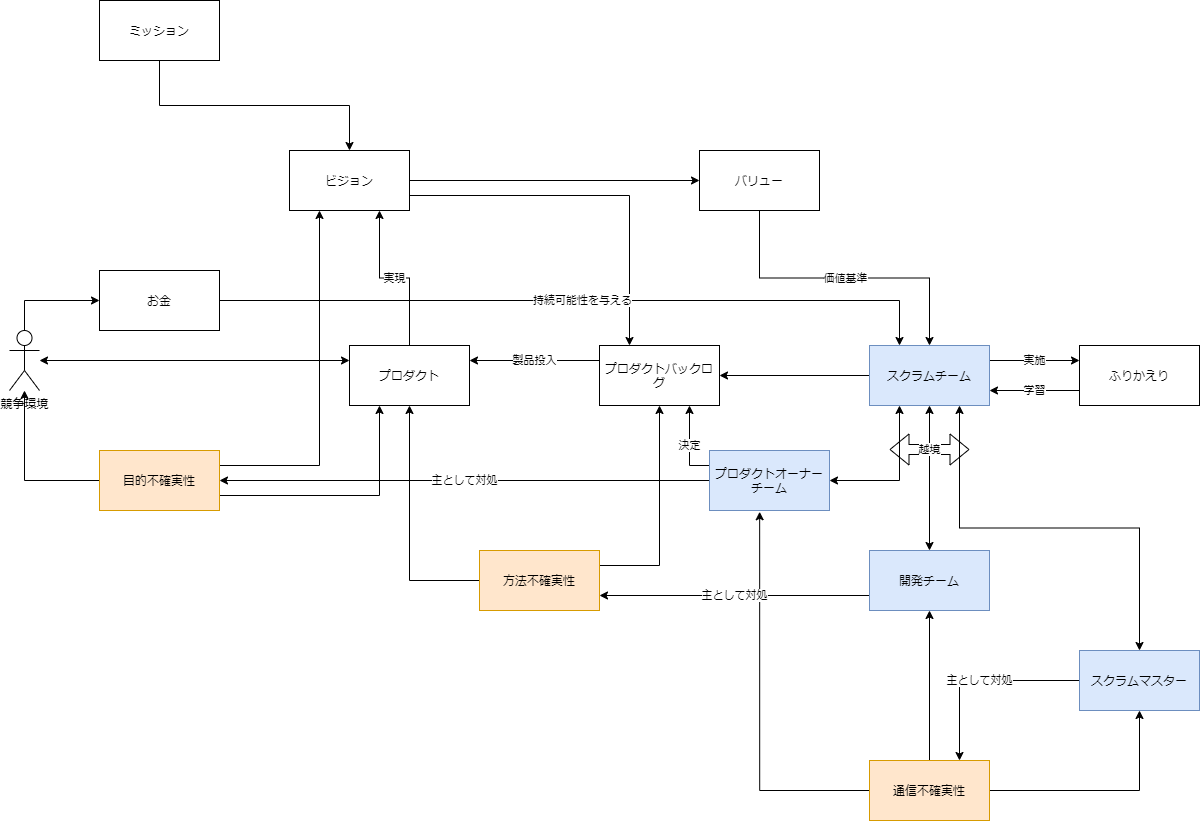 ミッション
ビジョン
バリュー
実現
価値基準
お金
持続可能性を与える
競争環境
プロダクト
製品投入
プロダクトバックロ
グ
スクラムチーム
実施
学習
ふりかえり
決定
越境
目的不確実性
主として対処
プロダクトオーナー
チーム
方法不確実性
主として対処
開発チーム
主として対処
スクラムマスター
通信不確実性